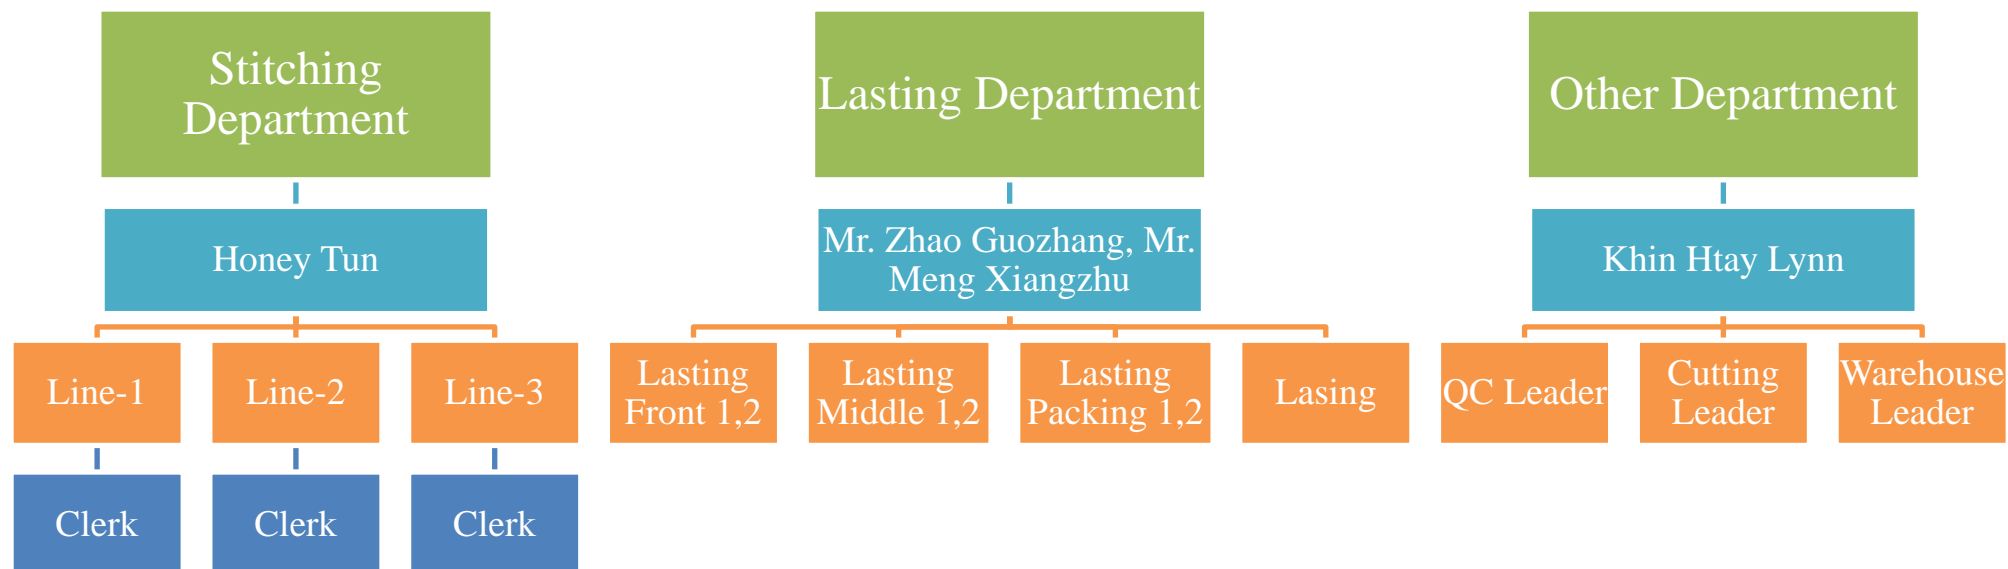 Stitching
Department
Lasting Department
Other Department
Honey Tun
Mr. Zhao Guozhang, Mr.
Meng Xiangzhu
Khin Htay Lynn
Line-1
Line-2
Line-3
Lasting
Front 1,2
Lasting
Middle 1,2
Lasting
Packing 1,2
Lasing
QC Leader
Cutting
Leader
Warehouse
Leader
Clerk
Clerk
Clerk